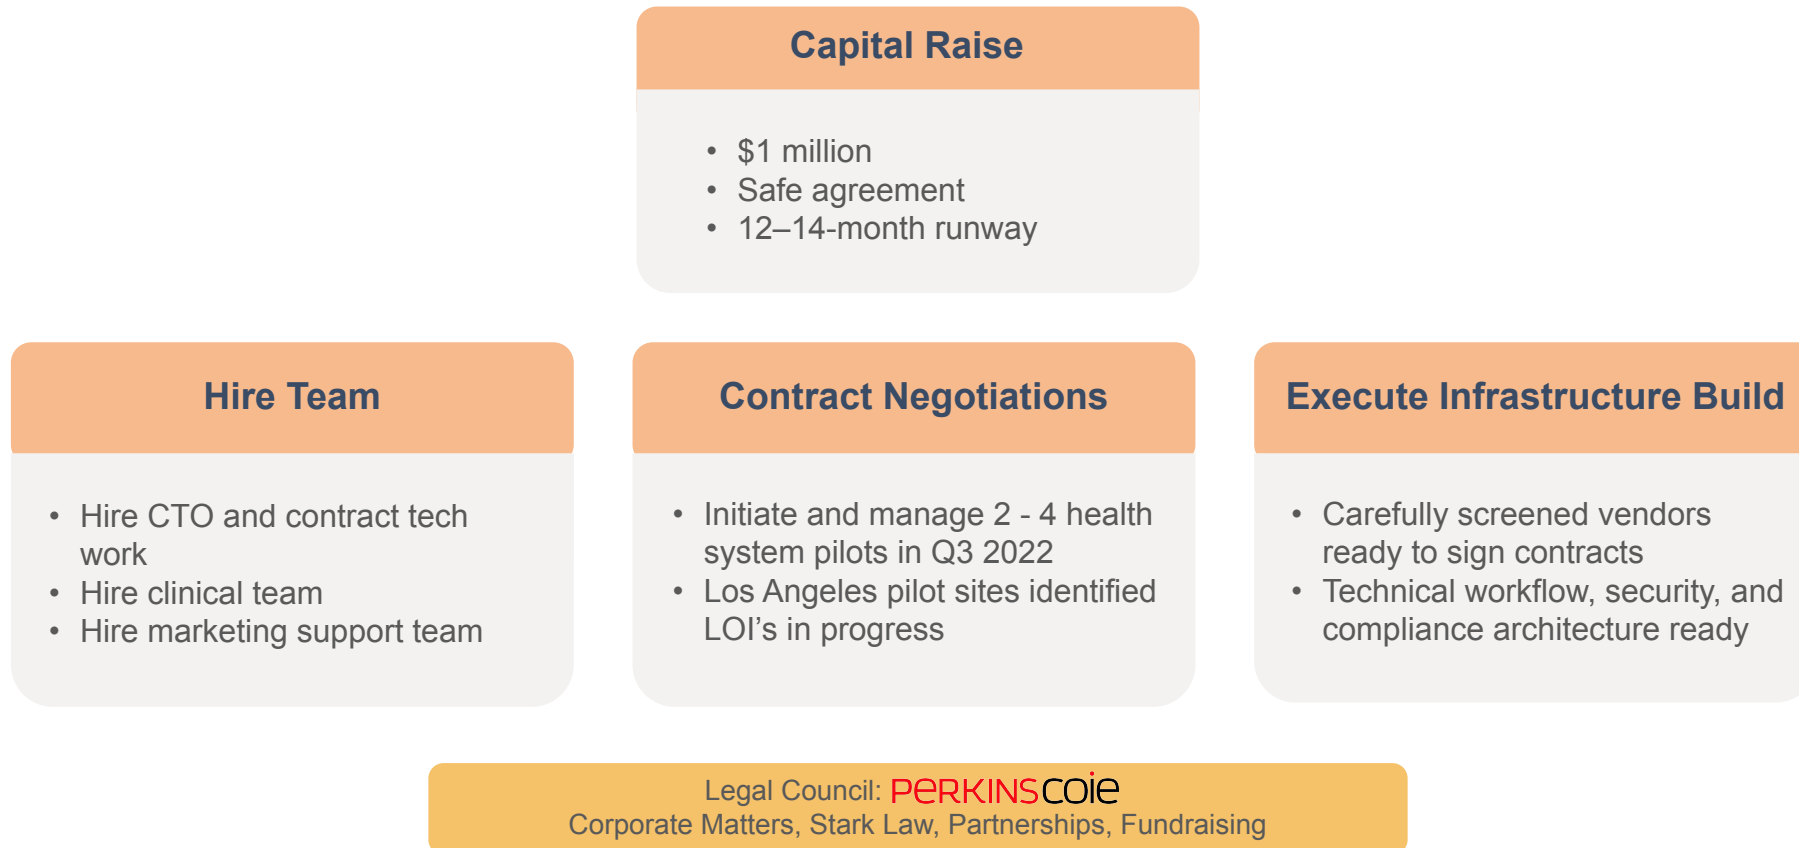 Capital Raise
• $1 million
• Safe agreement
• 12–14-month runway
Hire Team
• Hire CTO and contract tech
work
• Hire clinical team
• Hire marketing support team
Contract Negotiations
• Initiate and manage 2 - 4 health
system pilots in Q3 2022
• Los Angeles pilot sites identified
LOI’s in progress
Execute Infrastructure Build
• Carefully screened vendors
ready to sign contracts
• Technical workflow, security, and
compliance architecture ready
Legal Council: PERKINSCOIE
Corporate Matters, Stark Law, Partnerships, Fundraising